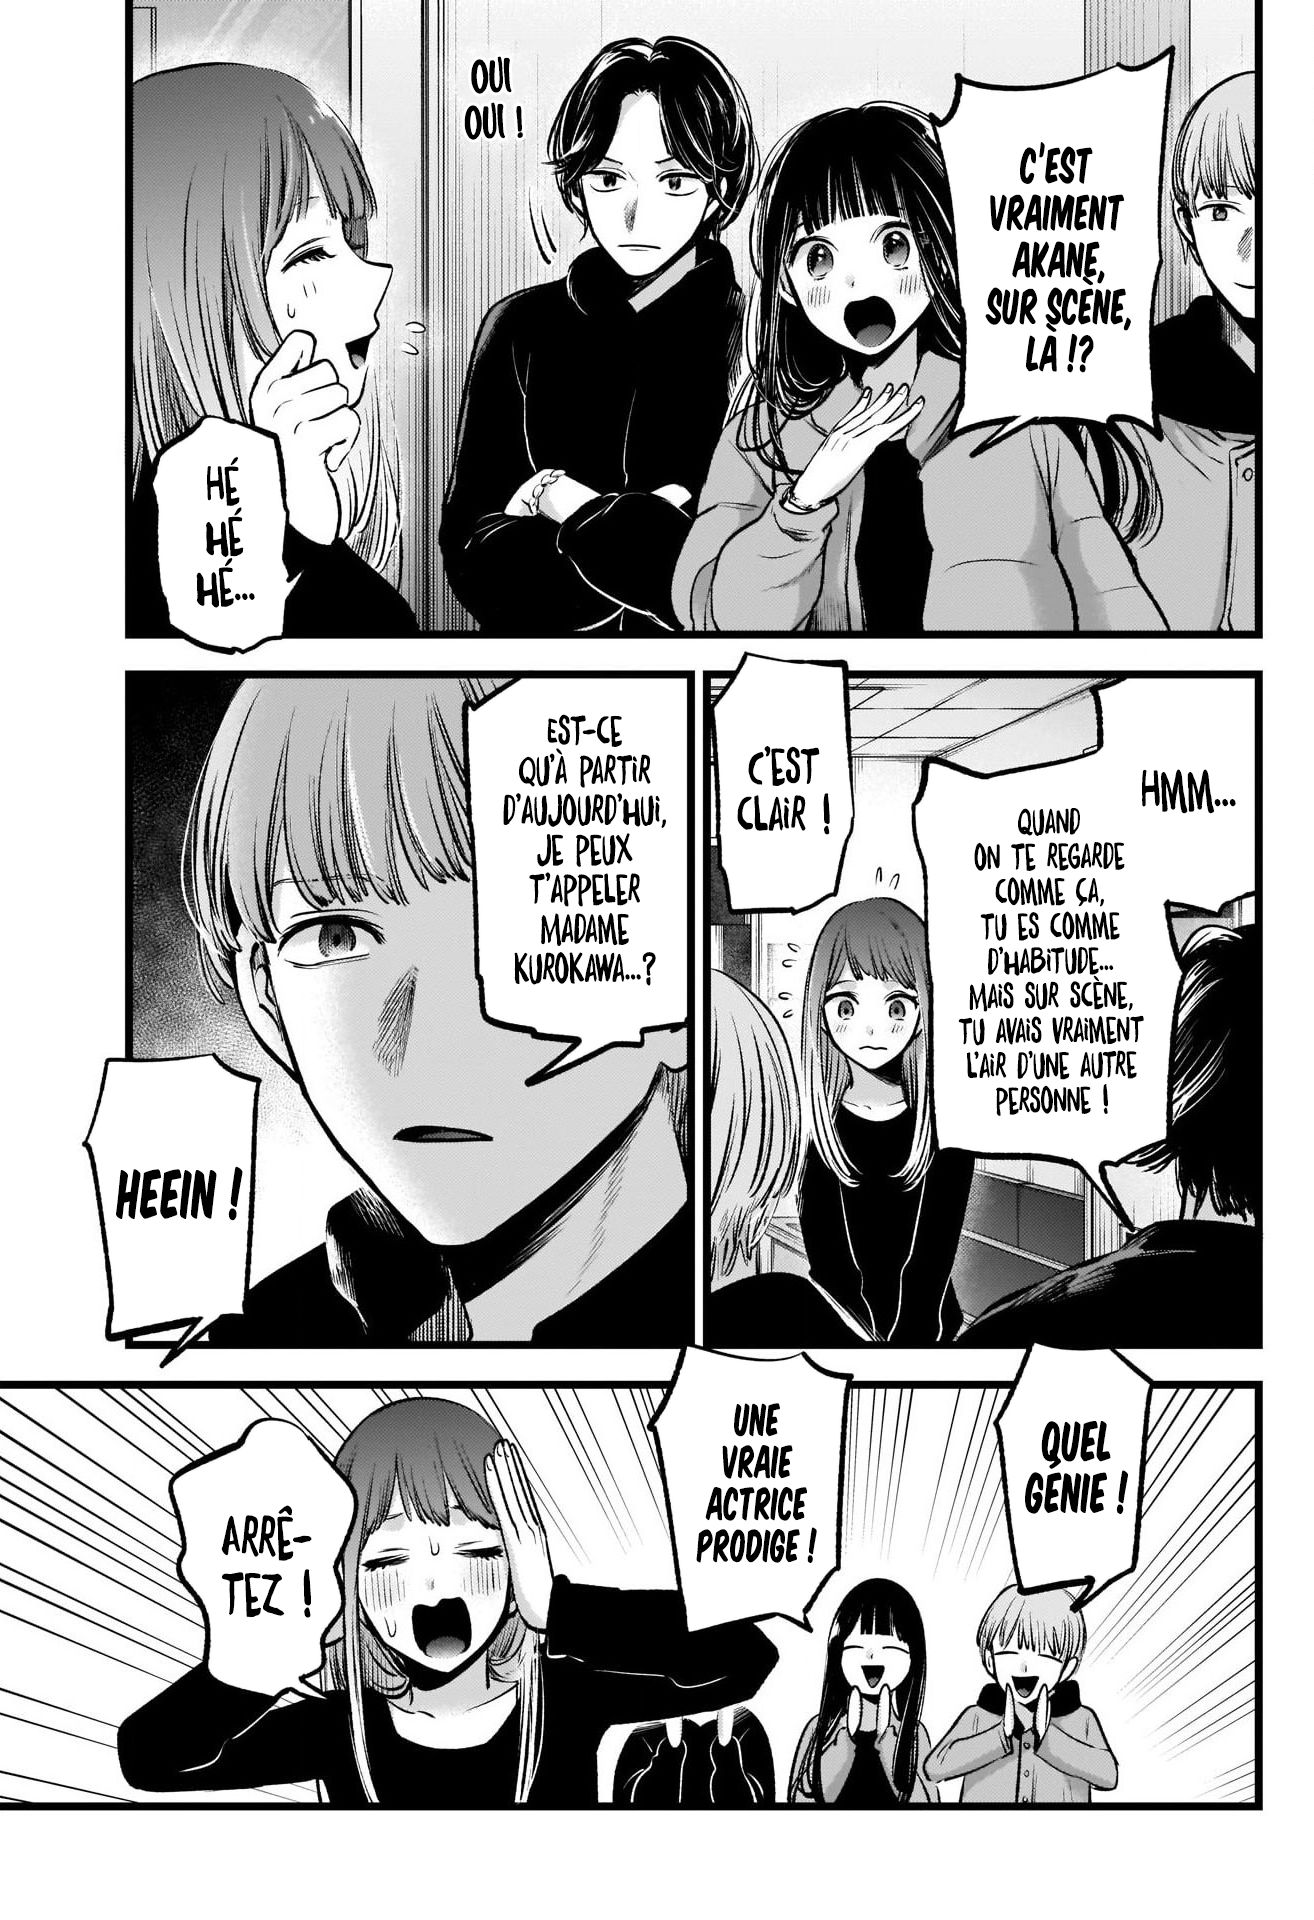 C'EST
VRAIMENT
AKANE,
SUR SCÈNE,
LÀ !?
OUI
OUI !
HÉ
HÉ
HÉ...
HMM...
QUAND
ON TE REGARDE
COMME ÇA,
TU ES COMME
D'HABITUDE...
MAIS SUR SCÈNE,
TU AVAIS VRAIMENT
L'AIR D'UNE AUTRE
PERSONNE !
C'EST
CLAIR !
EST-CE
QU'À PARTIR
D'AUJOURD'HUI,
JE PEUX
T'APPELER
MADAME
KUROKAWA...?
HEEIN !
QUEL
GÉNIE !
UNE
VRAIE
ACTRICE
PRODIGE !
ARRÊ-
TEZ !